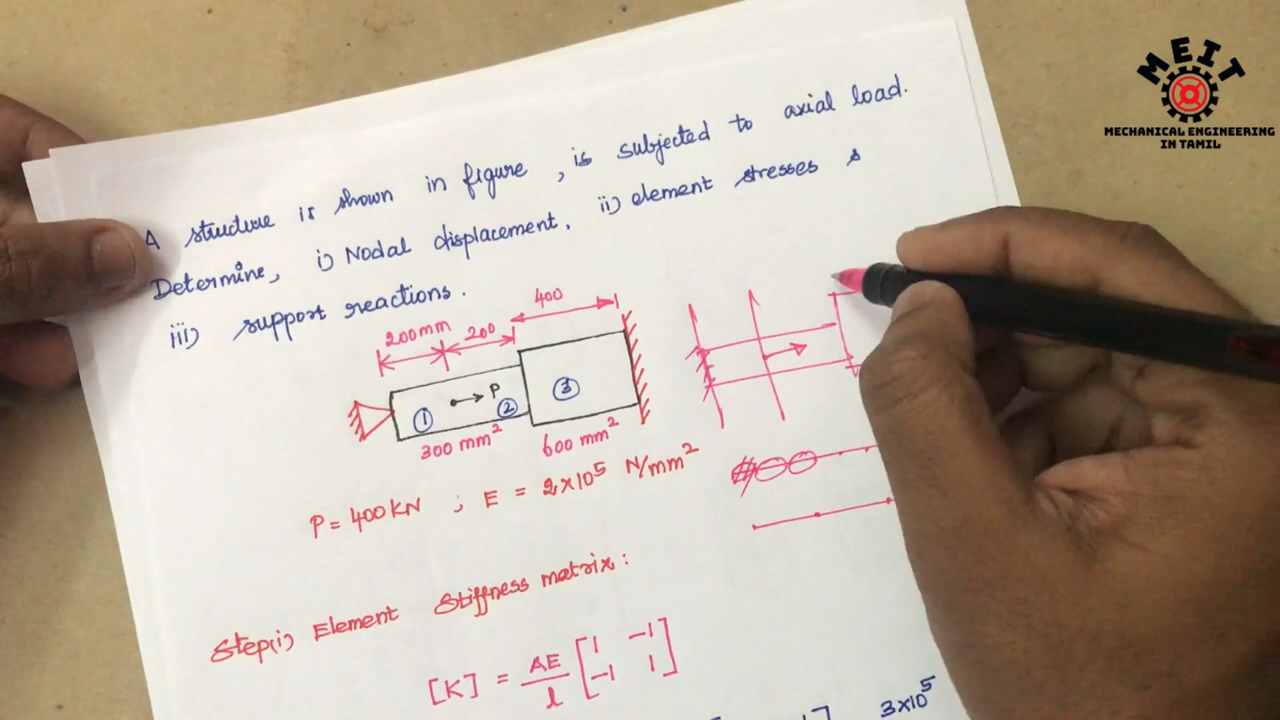 MEIT
MECHANICAL ENGINEERING
IN TAMIL
A structure is shown in figure, is subjected to axial load.
Determine, i) Nodal displacement, ii) element stresses &
iii) support reactions.
200mm 200 400
① P ② ③
300 mm² 600 mm²
P = 400 KN ; E = 2×10⁵ N/mm²
Step(i) Element Stiffness matrix:
[K] = AE/l [1 -1
-1 1]
3×10⁵